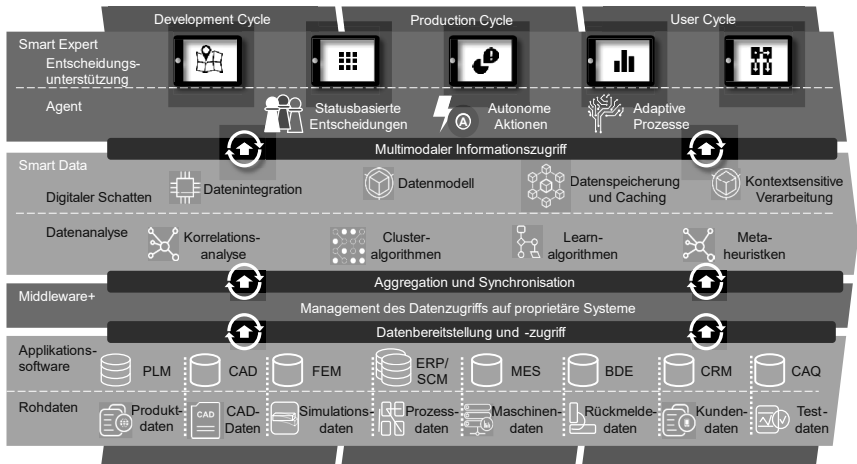 Development Cycle
Production Cycle
User Cycle
Smart Expert
Entscheidungs-
unterstützung
Agent
Statusbasierte
Entscheidungen
A
Autonome
Aktionen
Adaptive
Prozesse
Multimodaler Informationszugriff
Smart Data
Digitaler Schatten
Datenintegration
Datenmodell
Datenspeicherung
und Caching
Kontextsensitive
Verarbeitung
Datenanalyse
Korrelations-
analyse
Cluster-
algorithmen
Learn-
algorithmen
Meta-
heuristiken
Aggregation und Synchronisation
Middleware+
Management des Datenzugriffs auf proprietäre Systeme
Datenbereitstellung und -zugriff
Applikations-
software
PLM
CAD
FEM
ERP/
SCM
MES
BDE
CRM
CAQ
Rohdaten
Produkt-
daten
CAD
CAD-
Daten
Simulations-
daten
Prozess-
daten
Maschinen-
daten
Rückmelde-
daten
Kunden-
daten
Test-
daten